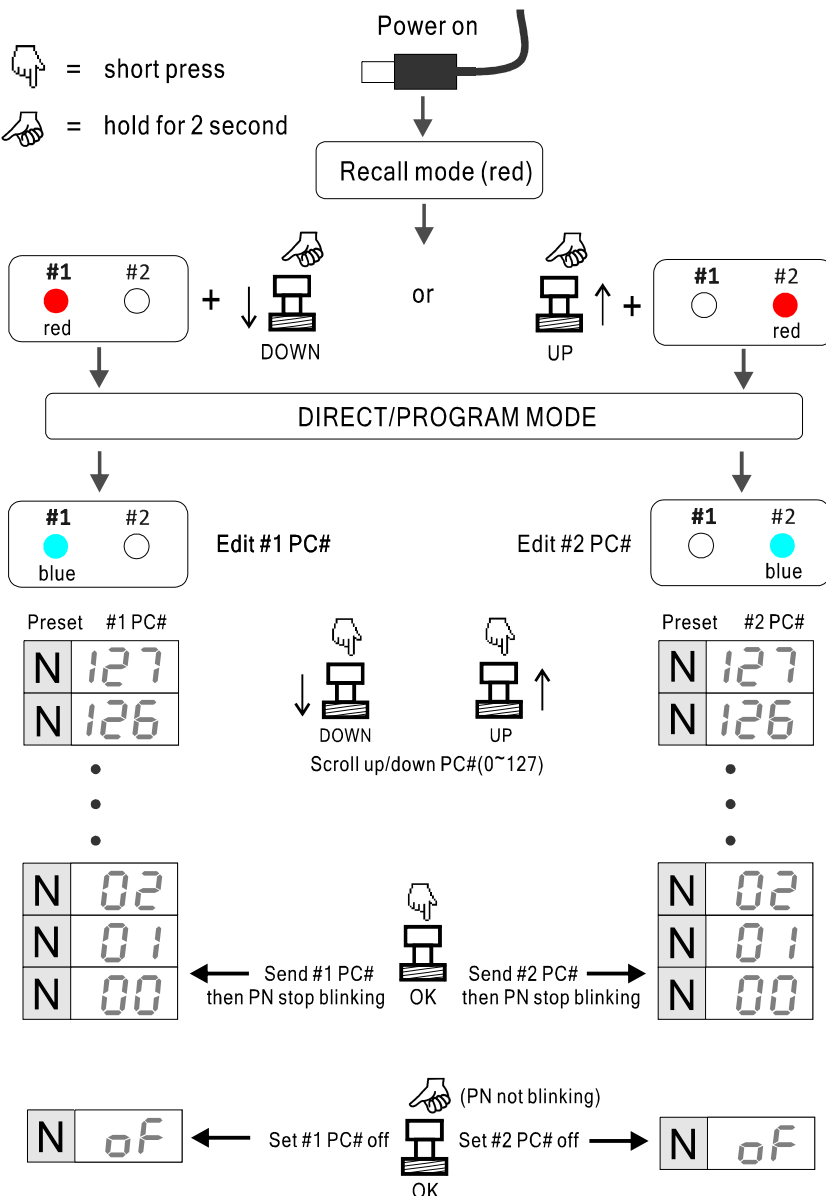 Power on
= short press
= hold for 2 second
Recall mode (red)
#1 #2
red
+
DOWN
or
UP
+
#1 #2
red
DIRECT/PROGRAM MODE
#1 #2
blue
Edit #1 PC#
Edit #2 PC#
#1 #2
blue
Preset #1 PC#
N 127
N 126
DOWN
UP
Scroll up/down PC#(0~127)
Preset #2 PC#
N 127
N 126
N 02
N 01
N 00
Send #1 PC#
then PN stop blinking
OK
Send #2 PC#
then PN stop blinking
N 02
N 01
N 00
(PN not blinking)
N oF
Set #1 PC# off
Set #2 PC# off
N oF
OK